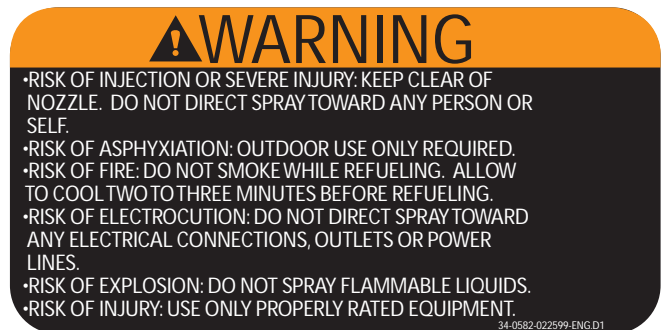 WARNING
•RISK OF INJECTION OR SEVERE INJURY: KEEP CLEAR OF
NOZZLE. DO NOT DIRECT SPRAY TOWARD ANY PERSON OR
SELF.
•RISK OF ASPHYXIATION: OUTDOOR USE ONLY REQUIRED.
•RISK OF FIRE: DO NOT SMOKE WHILE REFUELING. ALLOW
TO COOL TWO TO THREE MINUTES BEFORE REFUELING.
•RISK OF ELECTROCUTION: DO NOT DIRECT SPRAY TOWARD
ANY ELECTRICAL CONNECTIONS, OUTLETS OR POWER
LINES.
•RISK OF EXPLOSION: DO NOT SPRAY FLAMMABLE LIQUIDS.
•RISK OF INJURY: USE ONLY PROPERLY RATED EQUIPMENT.
34-0582-022599-ENG.D1